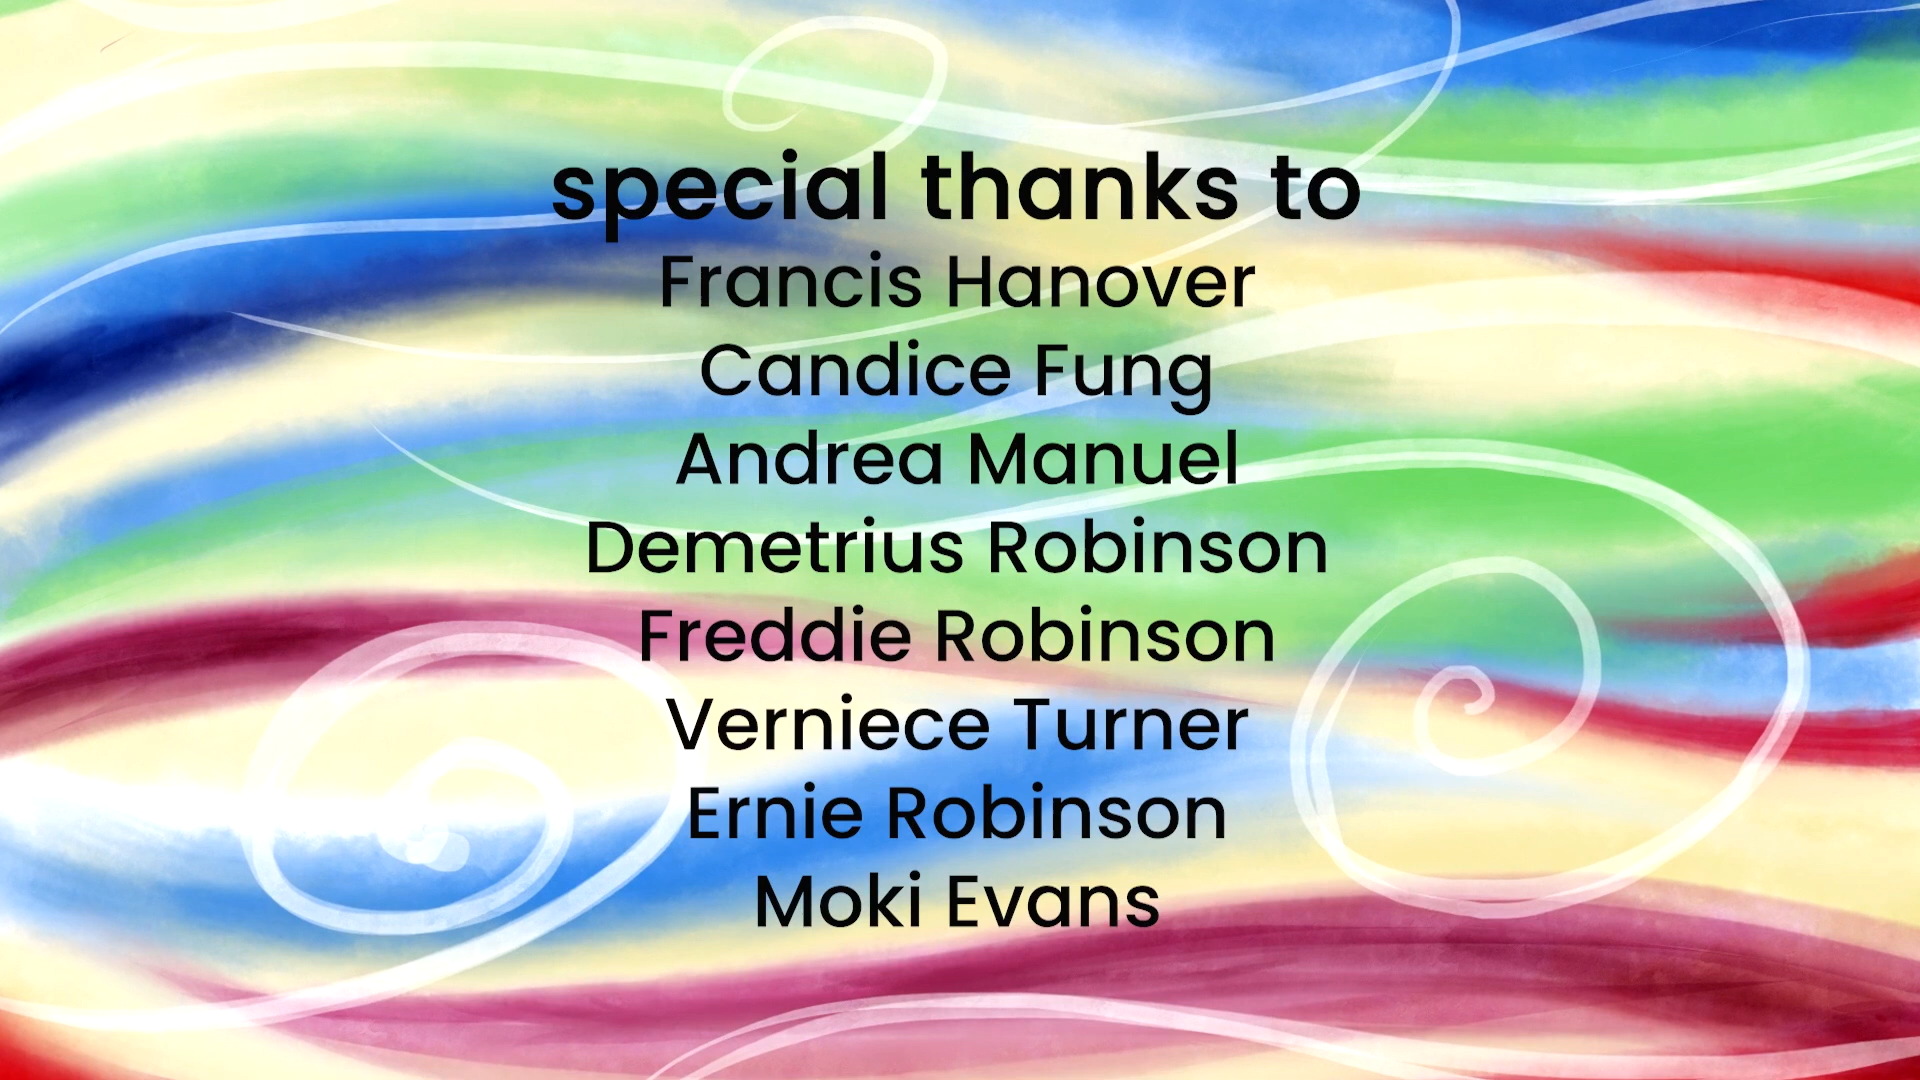 special thanks to
Francis Hanover
Candice Fung
Andrea Manuel
Demetrius Robinson
Freddie Robinson
Verniece Turner
Ernie Robinson
Moki Evans